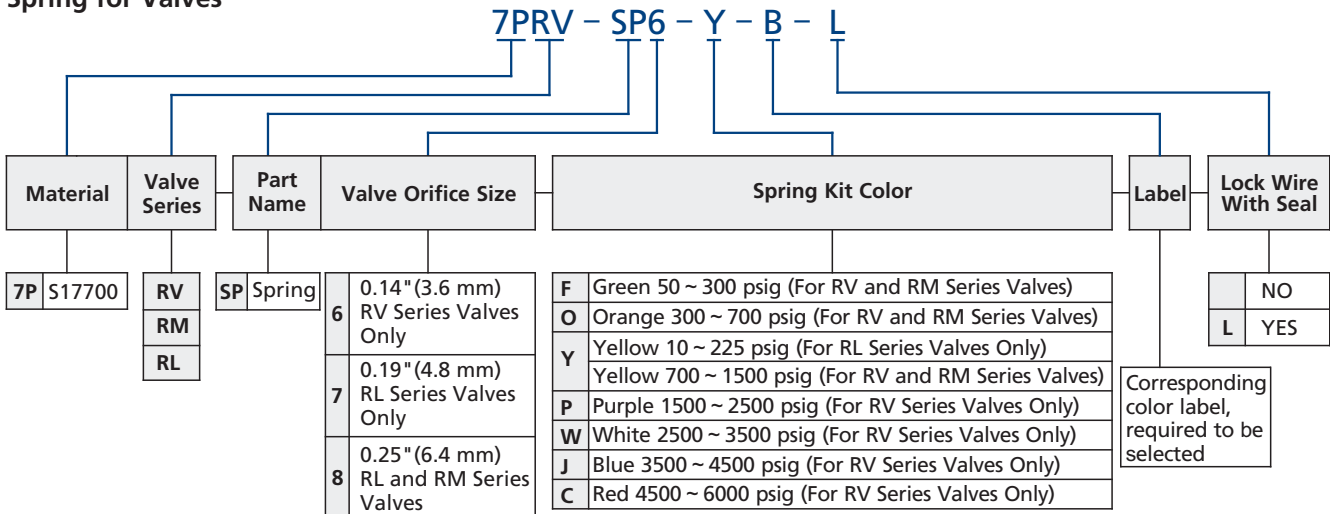 Spring for Valves
7PRV – SP6 – Y – B – L
Material
Valve
Series
Part
Name
Valve Orifice Size
Spring Kit Color
Label
Lock Wire
With Seal
7P S17700
RV
RM
RL
SP Spring
6
0.14"(3.6 mm)
RV Series Valves
Only
7
0.19"(4.8 mm)
RL Series Valves
Only
8
0.25"(6.4 mm)
RL and RM Series
Valves
F Green 50 ~ 300 psig (For RV and RM Series Valves)
O Orange 300 ~ 700 psig (For RV and RM Series Valves)
Y
Yellow 10 ~ 225 psig (For RL Series Valves Only)
Yellow 700 ~ 1500 psig (For RV and RM Series Valves)
P Purple 1500 ~ 2500 psig (For RV Series Valves Only)
W White 2500 ~ 3500 psig (For RV Series Valves Only)
J Blue 3500 ~ 4500 psig (For RV Series Valves Only)
C Red 4500 ~ 6000 psig (For RV Series Valves Only)
Corresponding
color label,
required to be
selected
NO
L YES